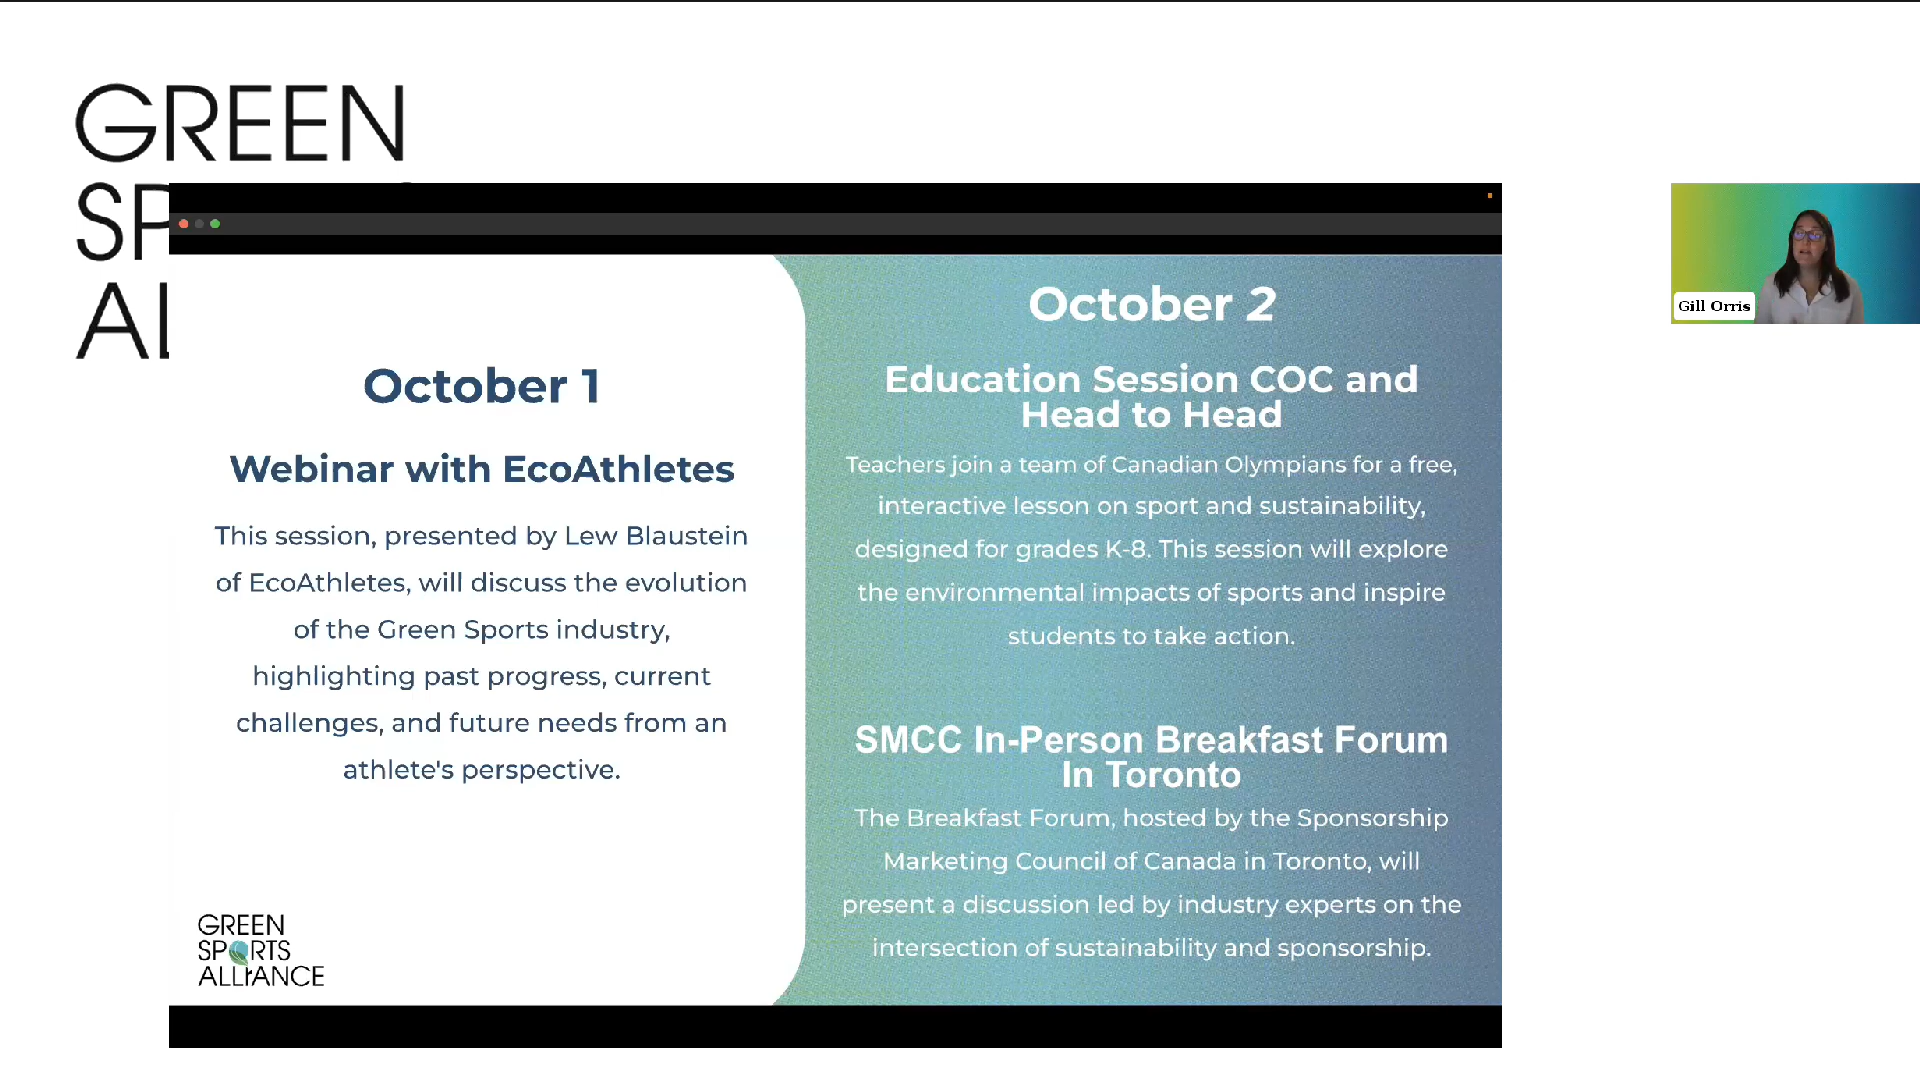 GREEN
SP
AL
October 1
Webinar with EcoAthletes
This session, presented by Lew Blaustein
of EcoAthletes, will discuss the evolution
of the Green Sports industry,
highlighting past progress, current
challenges, and future needs from an
athlete's perspective.
GREEN
SPORTS
ALLIANCE
October 2
Education Session COC and
Head to Head
Teachers join a team of Canadian Olympians for a free,
interactive lesson on sport and sustainability,
designed for grades K-8. This session will explore
the environmental impacts of sports and inspire
students to take action.
SMCC In-Person Breakfast Forum
In Toronto
The Breakfast Forum, hosted by the Sponsorship
Marketing Council of Canada in Toronto, will
present a discussion led by industry experts on the
intersection of sustainability and sponsorship.
Gill Orris